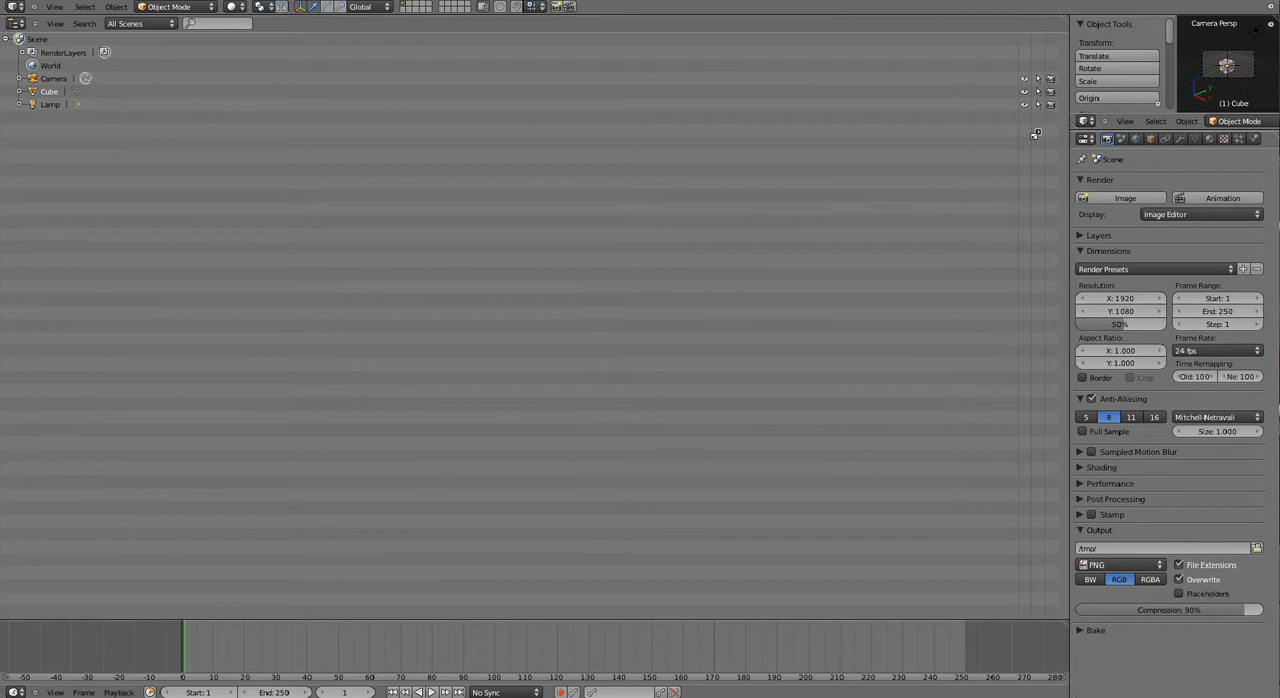 View Select Object Object Mode Global
View Search All Scenes
Scene
RenderLayers
World
Camera
Cube
Lamp
Object Tools
Transform:
Translate
Rotate
Scale
Origin
Camera Persp
(1) Cube
View Select Object Object Mode
Scene
Render
Image Animation
Display: Image Editor
Layers
Dimensions
Render Presets
Resolution: Frame Range:
X: 1920 Start: 1
Y: 1080 End: 250
50% Step: 1
Aspect Ratio: Frame Rate:
X: 1.000 24 fps
Y: 1.000 Time Remapping:
Border Crop Old: 100 Ne: 100
Anti-Aliasing
5 8 11 16 Mitchell-Netravali
Full Sample Size: 1.000
Sampled Motion Blur
Shading
Performance
Post Processing
Stamp
Output
/tmp/
PNG File Extensions
BW RGB RGBA Overwrite
Placeholders
Compression: 90%
Bake
-50 -40 -30 -20 -10 0 10 20 30 40 50 60 70 80 90 100 110 120 130 140 150 160 170 180 190 200 210 220 230 240 250 260 270 280
View Frame Playback Start: 1 End: 250 1 No Sync